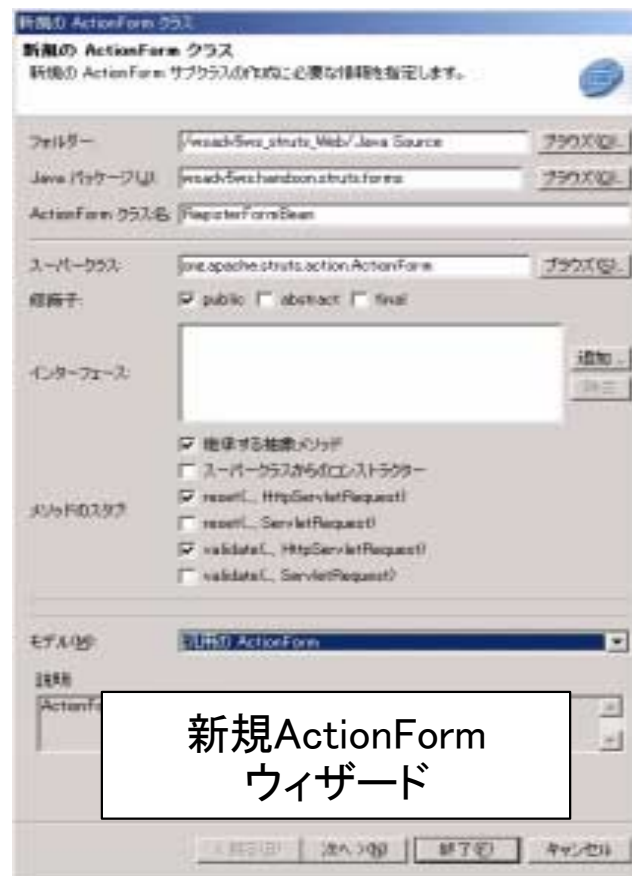 新規の ActionForm クラス
新規の ActionForm クラス
新規の ActionForm サブクラスの作成に必要な情報を指定します。
フォルダー: /wsadv5ws_struts_Web/Java Source ブラウズ(O)...
Java パッケージ(J): wsadv5ws.handson.struts.forms ブラウズ(Q)...
ActionForm クラス名: RegisterFormBean
スーパークラス: org.apache.struts.action.ActionForm ブラウズ(S)...
修飾子: public abstract final
インターフェース: 追加...
継承する抽象メソッド
スーパークラスからのコンストラクター
メソッドのスタブ
reset(..., HttpServletRequest)
reset(..., ServletRequest)
validate(..., HttpServletRequest)
validate(..., ServletRequest)
モデル(M): 汎用の ActionForm
説明:
新規ActionForm
ウィザード
次へ >(N) 終了(F) キャンセル